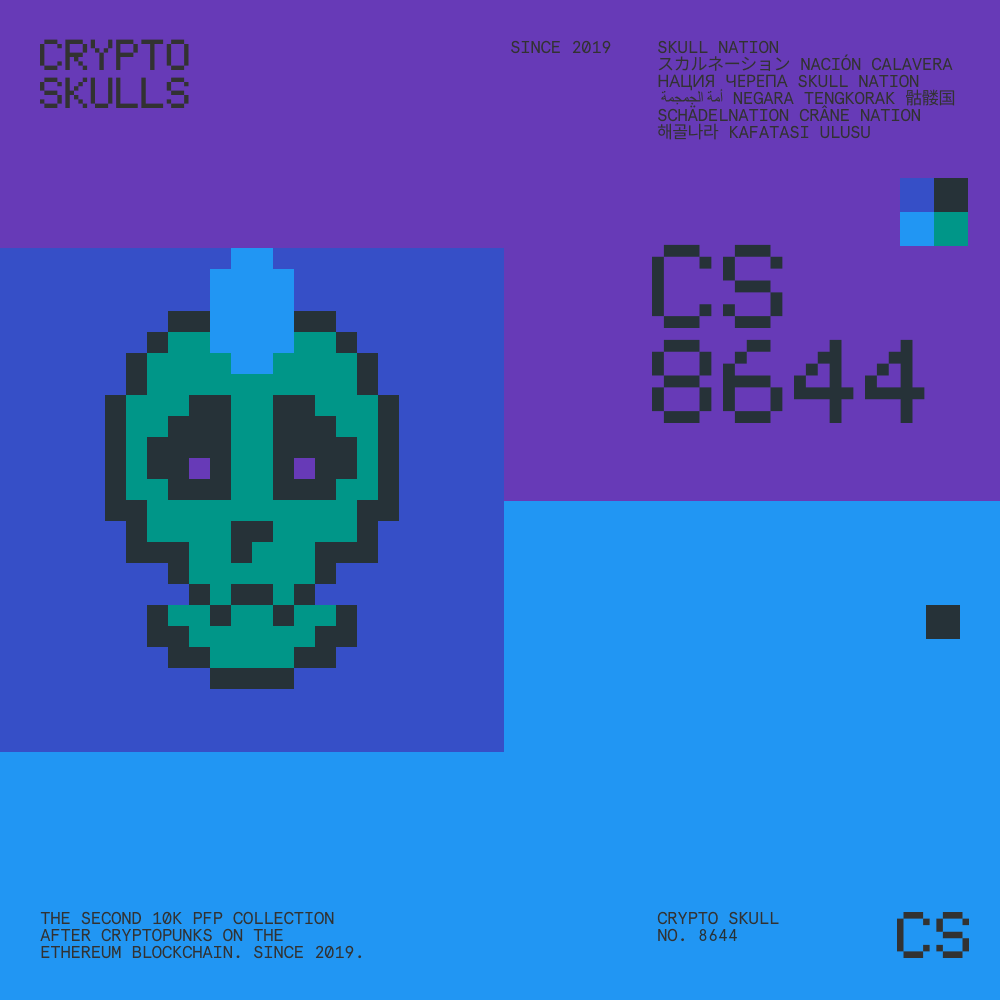 CRYPTO
SKULLS
SINCE 2019
SKULL NATION
スカルネーション NACIÓN CALAVERA
НАЦИЯ ЧЕРЕПА SKULL NATION
أمة الجمجمة NEGARA TENGKORAK 骷髅国
SCHÄDELNATION CRÂNE NATION
해골나라 KAFATASI ULUSU
CS
8644
THE SECOND 10K PFP COLLECTION
AFTER CRYPTOPUNKS ON THE
ETHEREUM BLOCKCHAIN. SINCE 2019.
CRYPTO SKULL
NO. 8644
CS